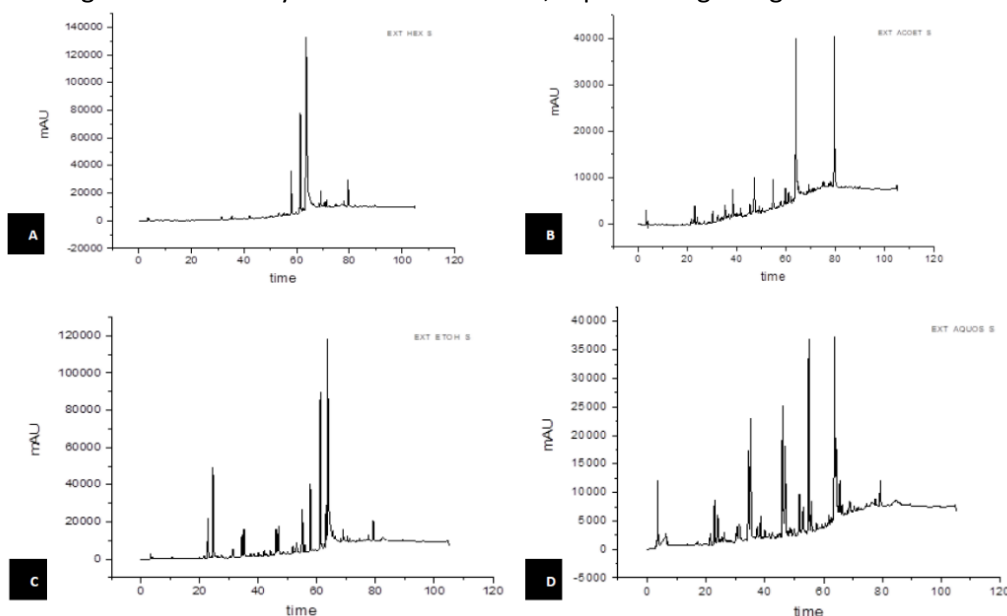 EXT HEX S
140000
120000
100000
80000
60000
40000
20000
0
-20000
mAU
0 20 40 60 80 100 120
time
A
EXT ACOET S
40000
30000
20000
10000
0
mAU
0 20 40 60 80 100 120
time
B
EXT ETOH S
120000
100000
80000
60000
40000
20000
0
mAU
0 20 40 60 80 100 120
time
C
EXT AQUOS S
40000
35000
30000
25000
20000
15000
10000
5000
0
-5000
mAU
0 20 40 60 80 100 120
time
D